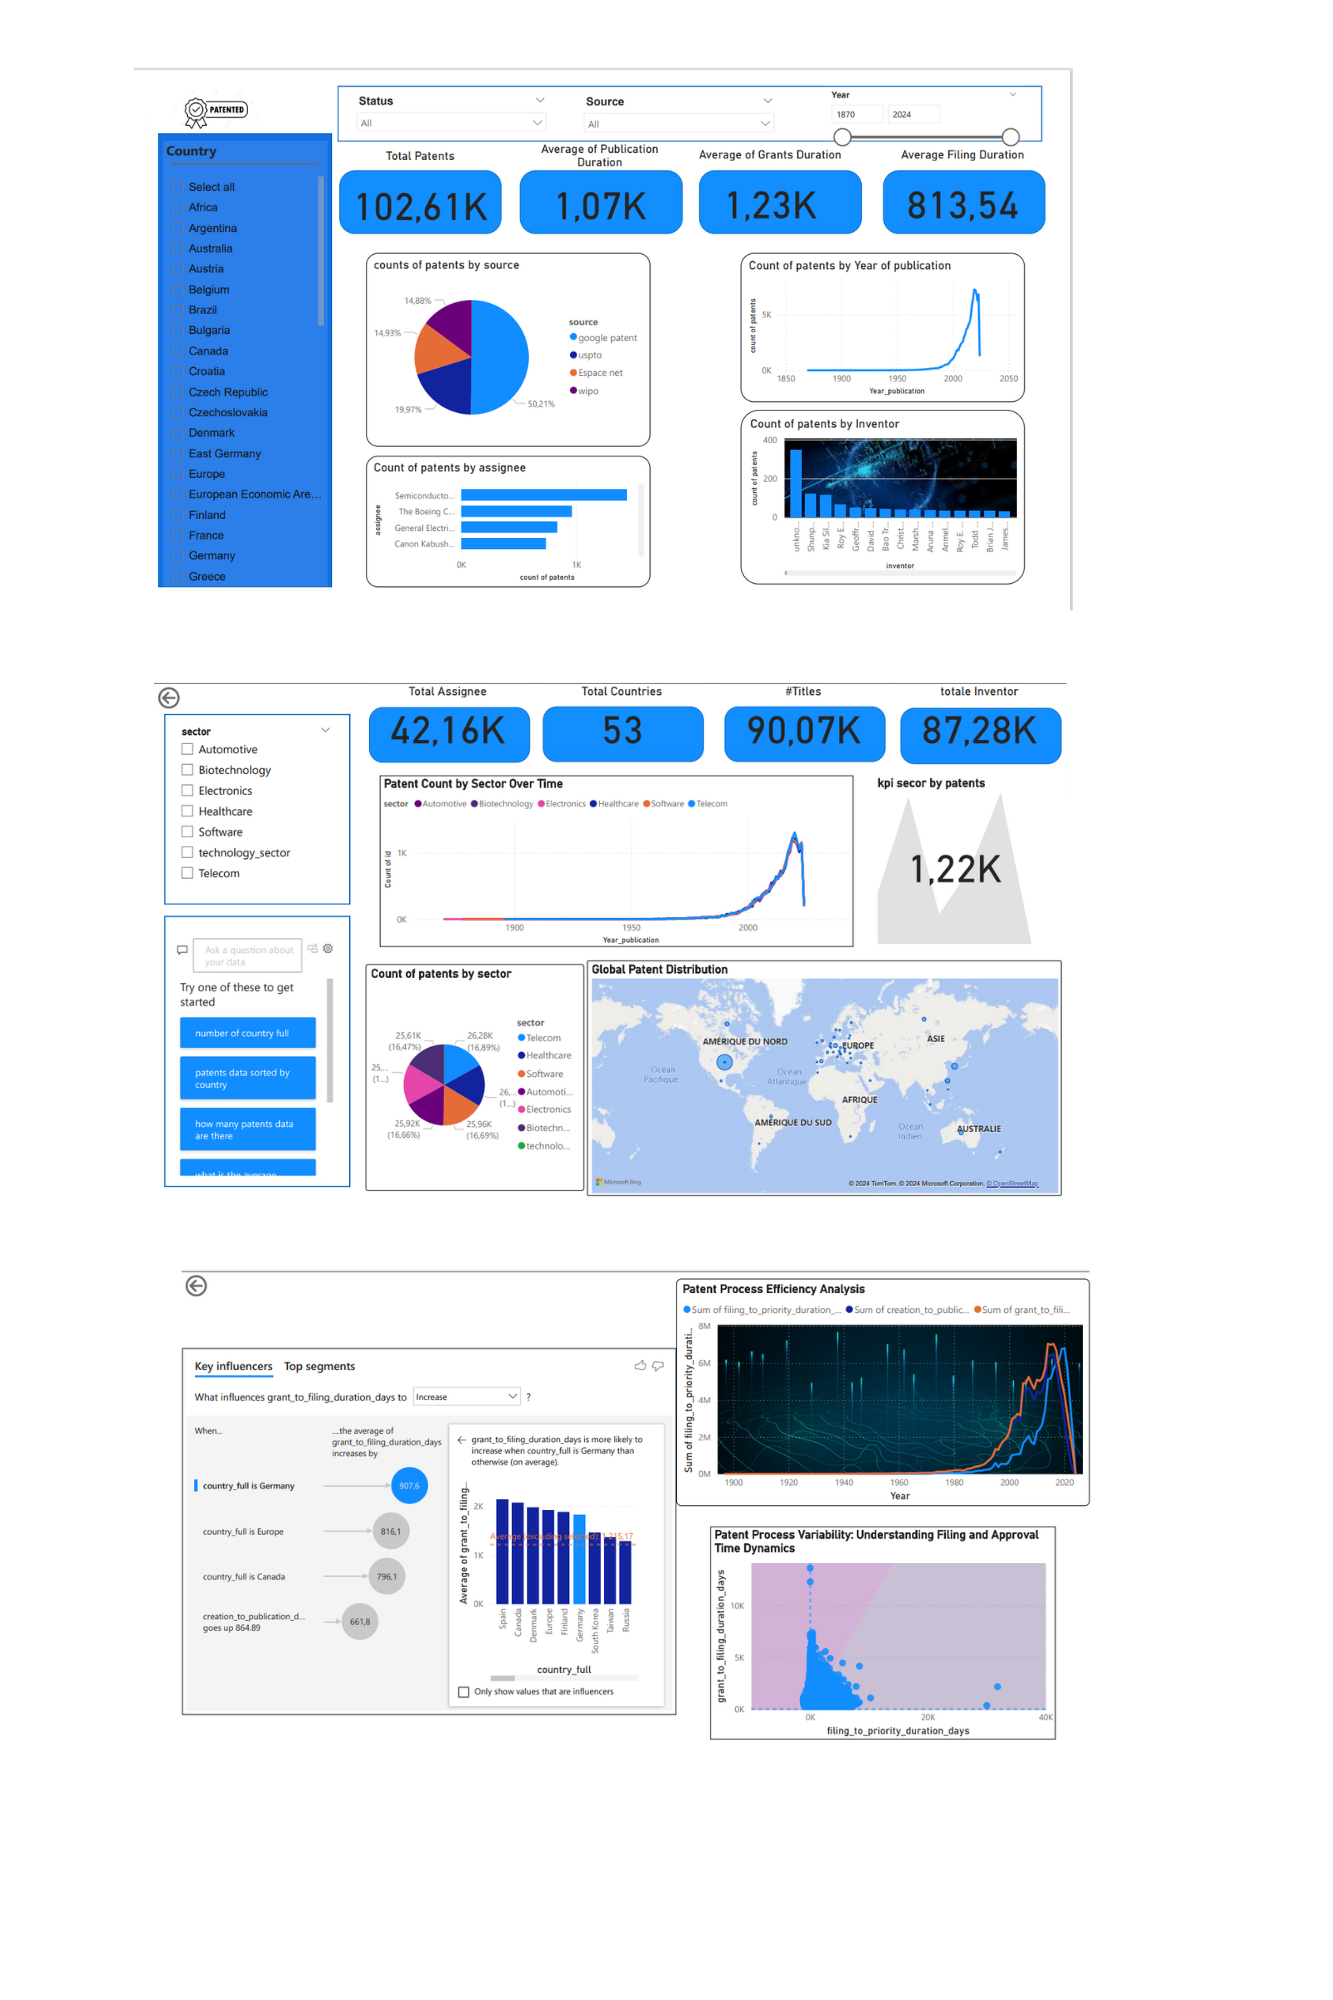 PATENTED
Status
All
Source
All
Year
1870
2024
Country
Select all
Africa
Argentina
Australia
Austria
Belgium
Brazil
Bulgaria
Canada
Croatia
Czech Republic
Czechoslovakia
Denmark
East Germany
Europe
European Economic Are...
Finland
France
Germany
Greece
Total Patents
102,61K
Average of Publication
Duration
1,07K
Average of Grants Duration
1,23K
Average Filing Duration
813,54
counts of patents by source
14,88%
14,93%
19,97%
50,21%
source
google patent
uspto
Espace net
wipo
Count of patents by Year of publication
count of patents
5K
0K
1850
1900
1950
2000
2050
Year_publication
Count of patents by assignee
assignee
Semiconducto...
The Boeing C...
General Electri...
Canon Kabush...
0K
1K
count of patents
Count of patents by Inventor
count of patents
400
200
0
unkno...
Shunp...
Kia Sil...
Roy E...
Geoffr...
David ...
Bao Tr...
Christ...
Marsh...
Aruna ...
Anmel...
Roy E. ...
Todd ...
Brian J...
James...
inventor
Total Assignee
42,16K
Total Countries
53
#Titles
90,07K
totale Inventor
87,28K
sector
Automotive
Biotechnology
Electronics
Healthcare
Software
technology_sector
Telecom
Patent Count by Sector Over Time
sector
Automotive
Biotechnology
Electronics
Healthcare
Software
Telecom
Count of id
1K
0K
1900
1950
2000
Year_publication
kpi secor by patents
1,22K
Ask a question about
your data
Try one of these to get
started
number of country full
patents data sorted by
country
how many patents data
are there
what is the average
Count of patents by sector
25,61K
(16,47%)
26,28K
(16,89%)
25,...
(1...)
26,...
(1...)
25,92K
(16,66%)
25,96K
(16,69%)
sector
Telecom
Healthcare
Software
Automoti...
Electronics
Biotechn...
technolo...
Global Patent Distribution
AMÉRIQUE DU NORD
EUROPE
ASIE
Océan
Pacifique
Océan
Atlantique
AFRIQUE
AMÉRIQUE DU SUD
Océan
Indien
AUSTRALIE
Microsoft Bing
© 2024 TomTom, © 2024 Microsoft Corporation, © OpenStreetMap
Key influencers
Top segments
What influences grant_to_filing_duration_days to
Increase
?
When...
....the average of
grant_to_filing_duration_days
increases by
country_full is Germany
907,6
country_full is Europe
816,1
country_full is Canada
796,1
creation_to_publication_d...
goes up 864.89
661,8
grant_to_filing_duration_days is more likely to
increase when country_full is Germany than
otherwise (on average).
Average of grant_to_filing...
2K
1K
0K
Average (excluding selected): 1 215,17
Spain
Canada
Denmark
Europe
Finland
Germany
South Korea
Taiwan
Russia
country_full
Only show values that are influencers
Patent Process Efficiency Analysis
Sum of filing_to_priority_duration_...
Sum of creation_to_public...
Sum of grant_to_fili...
Sum of filing_to_priority_durati...
8M
6M
4M
2M
0M
1900
1920
1940
1960
1980
2000
2020
Year
Patent Process Variability: Understanding Filing and Approval
Time Dynamics
grant_to_filing_duration_days
10K
5K
0K
0K
20K
40K
filing_to_priority_duration_days